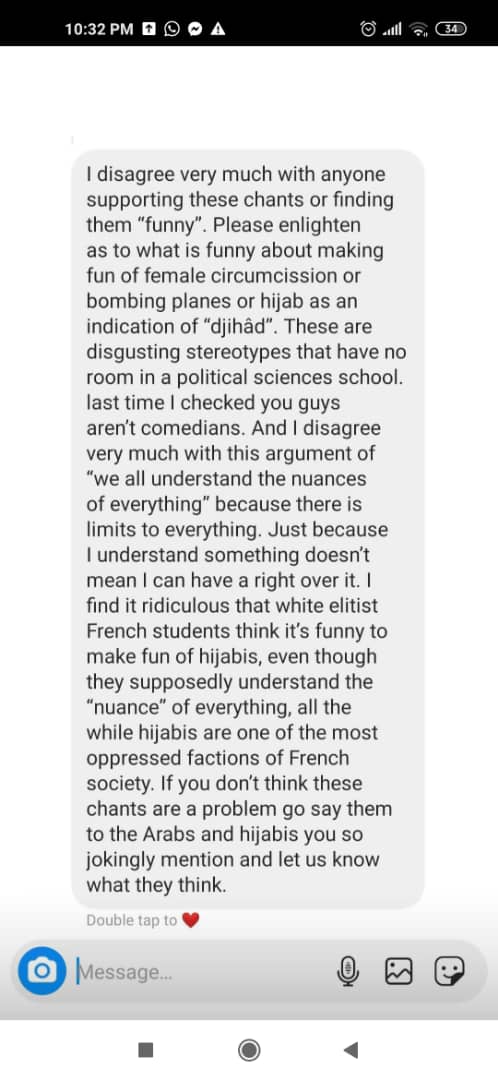 10:32 PM
34
I disagree very much with anyone
supporting these chants or finding
them “funny”. Please enlighten
as to what is funny about making
fun of female circumcission or
bombing planes or hijab as an
indication of “djihâd”. These are
disgusting stereotypes that have no
room in a political sciences school.
last time I checked you guys
aren’t comedians. And I disagree
very much with this argument of
“we all understand the nuances
of everything” because there is
limits to everything. Just because
I understand something doesn’t
mean I can have a right over it. I
find it ridiculous that white elitist
French students think it’s funny to
make fun of hijabis, even though
they supposedly understand the
“nuance” of everything, all the
while hijabis are one of the most
oppressed factions of French
society. If you don’t think these
chants are a problem go say them
to the Arabs and hijabis you so
jokingly mention and let us know
what they think.
Double tap to ❤️
Message...